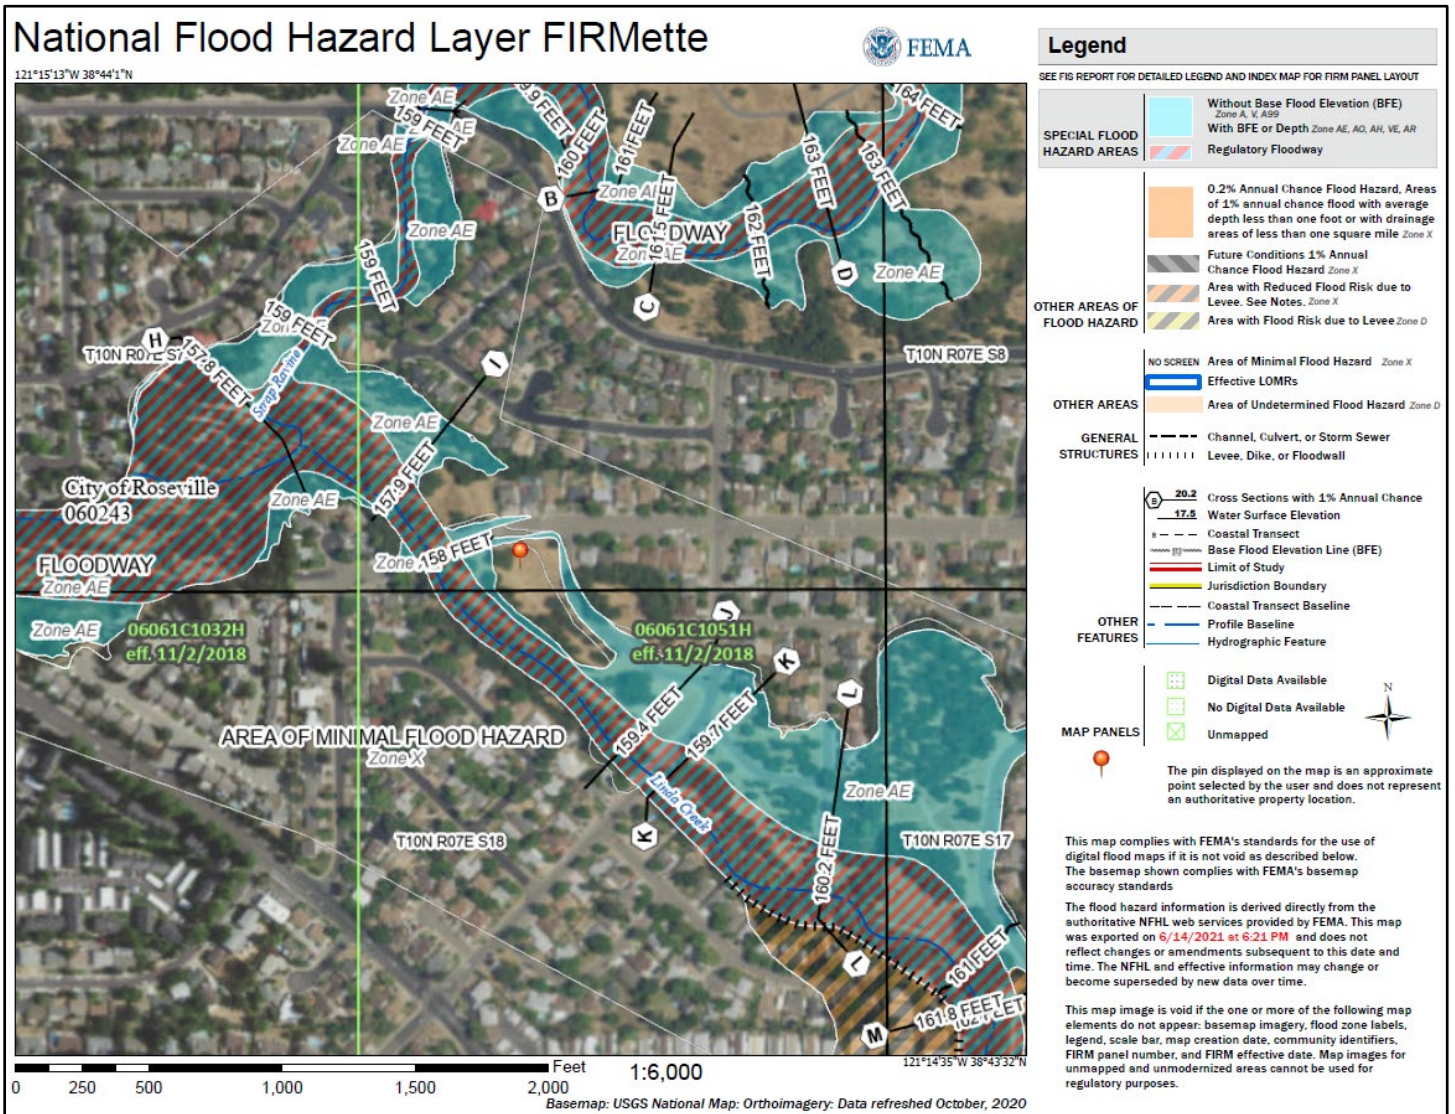 National Flood Hazard Layer FIRMette
FEMA
121°15'13"W 38°44'1"N
Zone AE
159 FEET
AE
Zone AE
160 FEET
161 FEET
161.5 FEET
162 FEET
163 FEET
163 FEET
164 FEET
B
FLOODWAY
Zone AE
C
D
Zone AE
159 FEET
159 FEET
H
T10N R07E S7
157.8 FEET
Strap Ravine
I
T10N R07E S8
Zone AE
157.9 FEET
City of Roseville
060243
Zone AE
FLOODWAY
Zone AE
Zone
158 FEET
Zone AE
06061C1032H
eff. 11/2/2018
06061C1051H
eff. 11/2/2018
J
K
L
159.4 FEET
159.7 FEET
AREA OF MINIMAL FLOOD HAZARD
Zone X
Linda Creek
K
Zone AE
T10N R07E S18
T10N R07E S17
160.2 FEET
L
161 FEET
M
161.8 FEET
121°14'35"W 38°43'32"N
0 250 500 1,000 1,500 2,000
Feet
1:6,000
Basemap: USGS National Map: Orthoimagery: Data refreshed October, 2020
Legend
SEE FIS REPORT FOR DETAILED LEGEND AND INDEX MAP FOR FIRM PANEL LAYOUT
SPECIAL FLOOD
HAZARD AREAS
Without Base Flood Elevation (BFE)
Zone A, V, A99
With BFE or Depth Zone AE, AO, AH, VE, AR
Regulatory Floodway
0.2% Annual Chance Flood Hazard, Areas
of 1% annual chance flood with average
depth less than one foot or with drainage
areas of less than one square mile Zone X
Future Conditions 1% Annual
Chance Flood Hazard Zone X
Area with Reduced Flood Risk due to
Levee. See Notes. Zone X
Area with Flood Risk due to Levee Zone D
OTHER AREAS OF
FLOOD HAZARD
NO SCREEN Area of Minimal Flood Hazard Zone X
Effective LOMRs
Area of Undetermined Flood Hazard Zone D
OTHER AREAS
GENERAL
STRUCTURES
Channel, Culvert, or Storm Sewer
Levee, Dike, or Floodwall
B 20.2 Cross Sections with 1% Annual Chance
17.5 Water Surface Elevation
8 Coastal Transect
Base Flood Elevation Line (BFE)
Limit of Study
Jurisdiction Boundary
Coastal Transect Baseline
Profile Baseline
Hydrographic Feature
OTHER
FEATURES
Digital Data Available
No Digital Data Available
Unmapped
MAP PANELS
N
The pin displayed on the map is an approximate
point selected by the user and does not represent
an authoritative property location.
This map complies with FEMA's standards for the use of
digital flood maps if it is not void as described below.
The basemap shown complies with FEMA's basemap
accuracy standards
The flood hazard information is derived directly from the
authoritative NFHL web services provided by FEMA. This map
was exported on 6/14/2021 at 6:21 PM and does not
reflect changes or amendments subsequent to this date and
time. The NFHL and effective information may change or
become superseded by new data over time.
This map image is void if the one or more of the following map
elements do not appear: basemap imagery, flood zone labels,
legend, scale bar, map creation date, community identifiers,
FIRM panel number, and FIRM effective date. Map images for
unmapped and unmodernized areas cannot be used for
regulatory purposes.